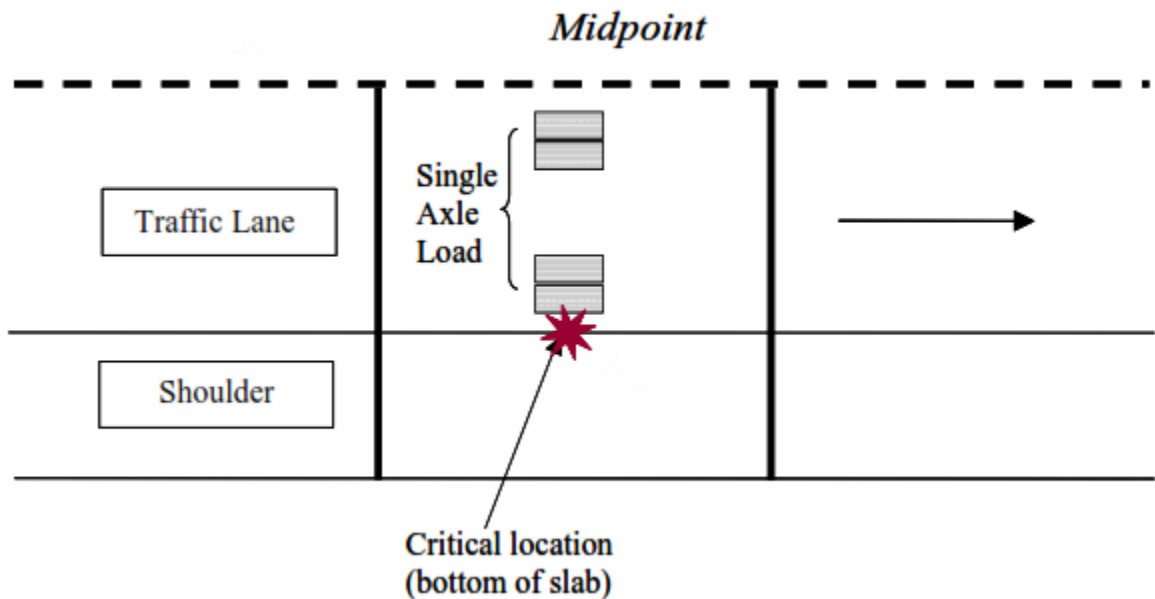 Midpoint
Single
Axle
Load
Traffic Lane
Shoulder
Critical location
(bottom of slab)